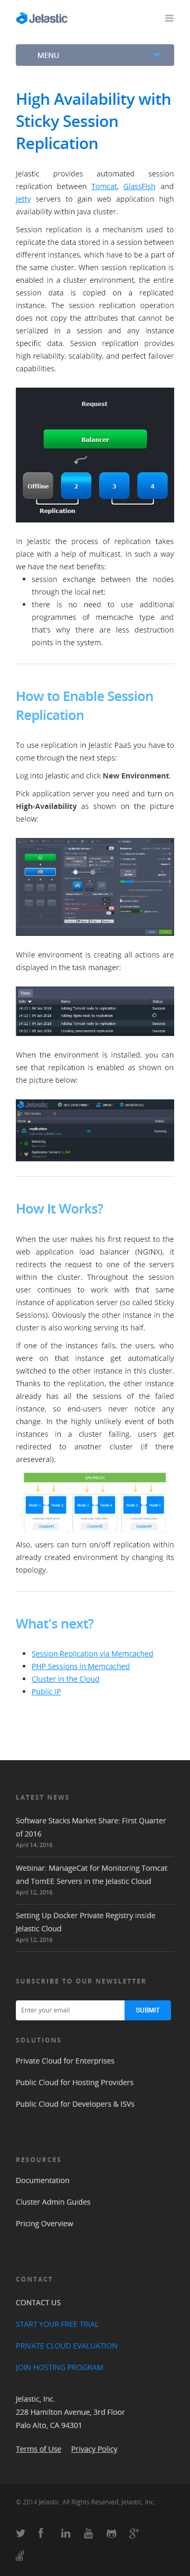 Jelastic
MENU
High Availability with
Sticky Session
Replication
Jelastic provides automated session
replication between Tomcat, GlassFish and
Jetty servers to gain web application high
availability within Java cluster.
Session replication is a mechanism used to
replicate the data stored in a session between
different instances, which have to be a part of
the same cluster. When session replication is
enabled in a cluster environment, the entire
session data is copied on a replicated
instance. The session replication operation
does not copy the attributes that cannot be
serialized in a session and any instance
specific data. Session replication provides
high reliability, scalability, and perfect failover
capabilities.
Request
Balancer
Offline 2 3 4
Replication
In Jelastic the process of replication takes
place with a help of multicast. In such a way
we have the next benefits:
session exchange between the nodes
through the local net;
there is no need to use additional
programmes of memcache type and
that's why there are less destruction
points in the system.
How to Enable Session
Replication
To use replication in Jelastic PaaS you have to
come through the next steps:
Log into Jelastic and click New Environment.
Pick application server you need and turn on
High-Availability as shown on the picture
below:
While environment is creating all actions are
displayed in the task manager:
When the environment is installed, you can
see that replication is enabled as shown in
the picture below:
How It Works?
When the user makes his first request to the
web application load balancer (NGINX), it
redirects the request to one of the servers
within the cluster. Throughout the session
user continues to work with that same
instance of application server (so called Sticky
Sessions). Obviously the other instance in the
cluster is also working serving its half.
If one of the instances fails, the users, who
were on that instance get automatically
switched to the other instance in this cluster.
Thanks to the replication, the other instance
already has all the sessions of the failed
instance, so end-users never notice any
change. In the highly unlikely event of both
instances in a cluster failing, users get
redirected to another cluster (if there
areseveral).
Also, users can turn on/off replication within
already created environment by changing its
topology.
What's next?
Session Replication via Memcached
PHP Sessions in Memcached
Cluster in the Cloud
Public IP
LATEST NEWS
Software Stacks Market Share: First Quarter
of 2016
April 14, 2016
Webinar: ManageCat for Monitoring Tomcat
and TomEE Servers in the Jelastic Cloud
April 12, 2016
Setting Up Docker Private Registry inside
Jelastic Cloud
April 12, 2016
SUBSCRIBE TO OUR NEWSLETTER
Enter your email SUBMIT
SOLUTIONS
Private Cloud for Enterprises
Public Cloud for Hosting Providers
Public Cloud for Developers & ISVs
RESOURCES
Documentation
Cluster Admin Guides
Pricing Overview
CONTACT
CONTACT US
START YOUR FREE TRIAL
PRIVATE CLOUD EVALUATION
JOIN HOSTING PROGRAM
Jelastic, Inc.
228 Hamilton Avenue, 3rd Floor
Palo Alto, CA 94301
Terms of Use Privacy Policy
© 2014 Jelastic. All Rights Reserved, Jelastic, Inc.